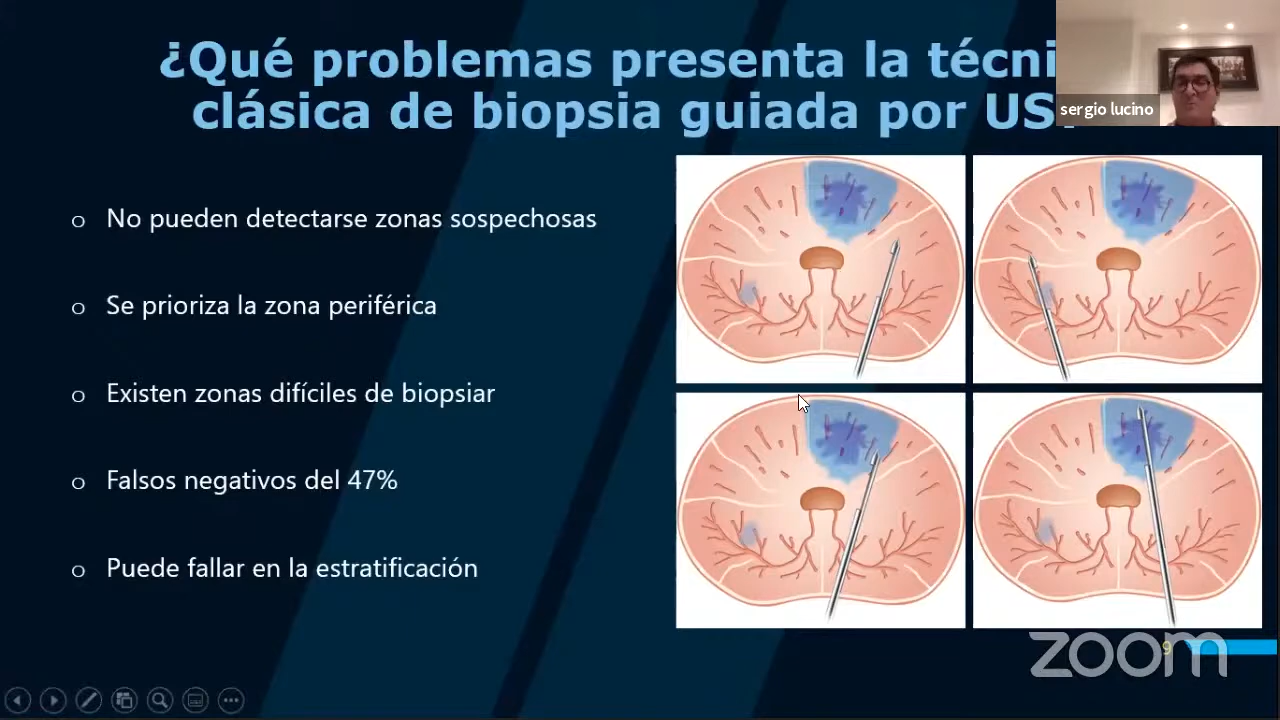 ¿Qué problemas presenta la técni
clásica de biopsia guiada por US
sergio lucino
o No pueden detectarse zonas sospechosas
o Se prioriza la zona periférica
o Existen zonas difíciles de biopsiar
o Falsos negativos del 47%
o Puede fallar en la estratificación
zoom
9